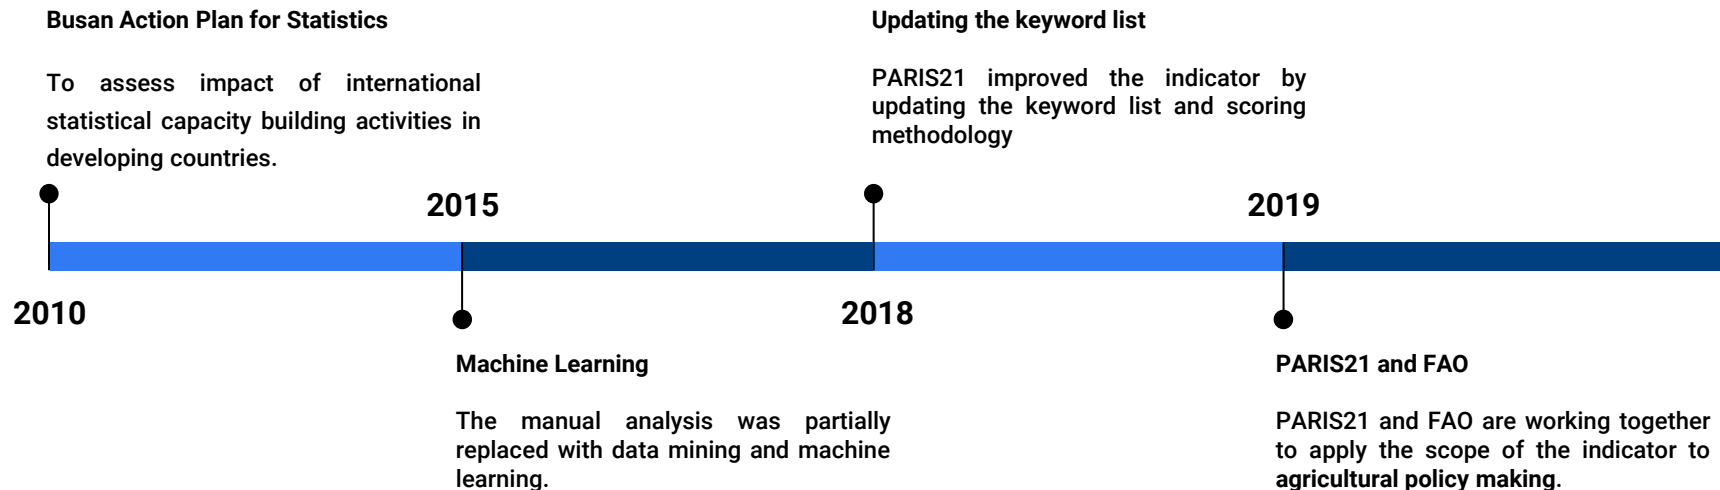 Busan Action Plan for Statistics
To assess impact of international
statistical capacity building activities in
developing countries.
2010
2015
Machine Learning
The manual analysis was partially
replaced with data mining and machine
learning.
Updating the keyword list
PARIS21 improved the indicator by
updating the keyword list and scoring
methodology
2018
2019
PARIS21 and FAO
PARIS21 and FAO are working together
to apply the scope of the indicator to
agricultural policy making.